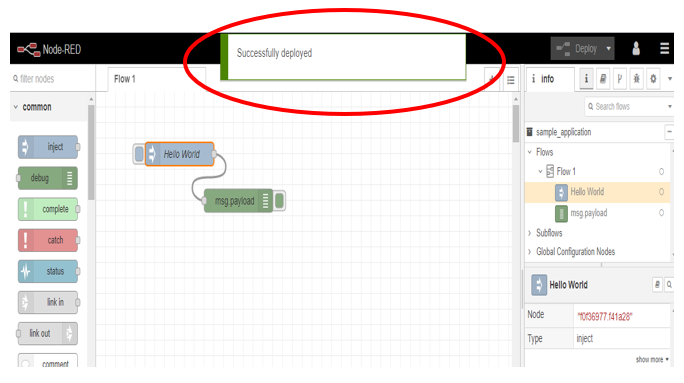 Successfully deployed
Node-RED
Deploy
filter nodes
Flow 1
info
Search flows
common
sample_application
inject
Hello World
Flows
Flow 1
debug
Hello World
msg.payload
msg.payload
complete
Subflows
catch
Global Configuration Nodes
status
Hello World
link in
Node
"f0f36977.f41a28"
link out
Type
inject
comment
show more